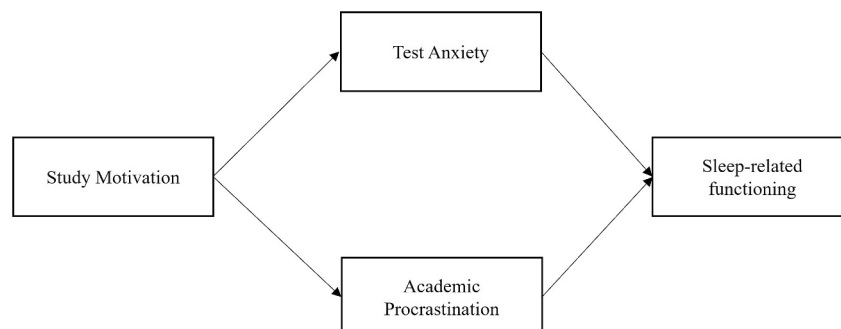 Test Anxiety
Study Motivation
Sleep-related
functioning
Academic
Procrastination